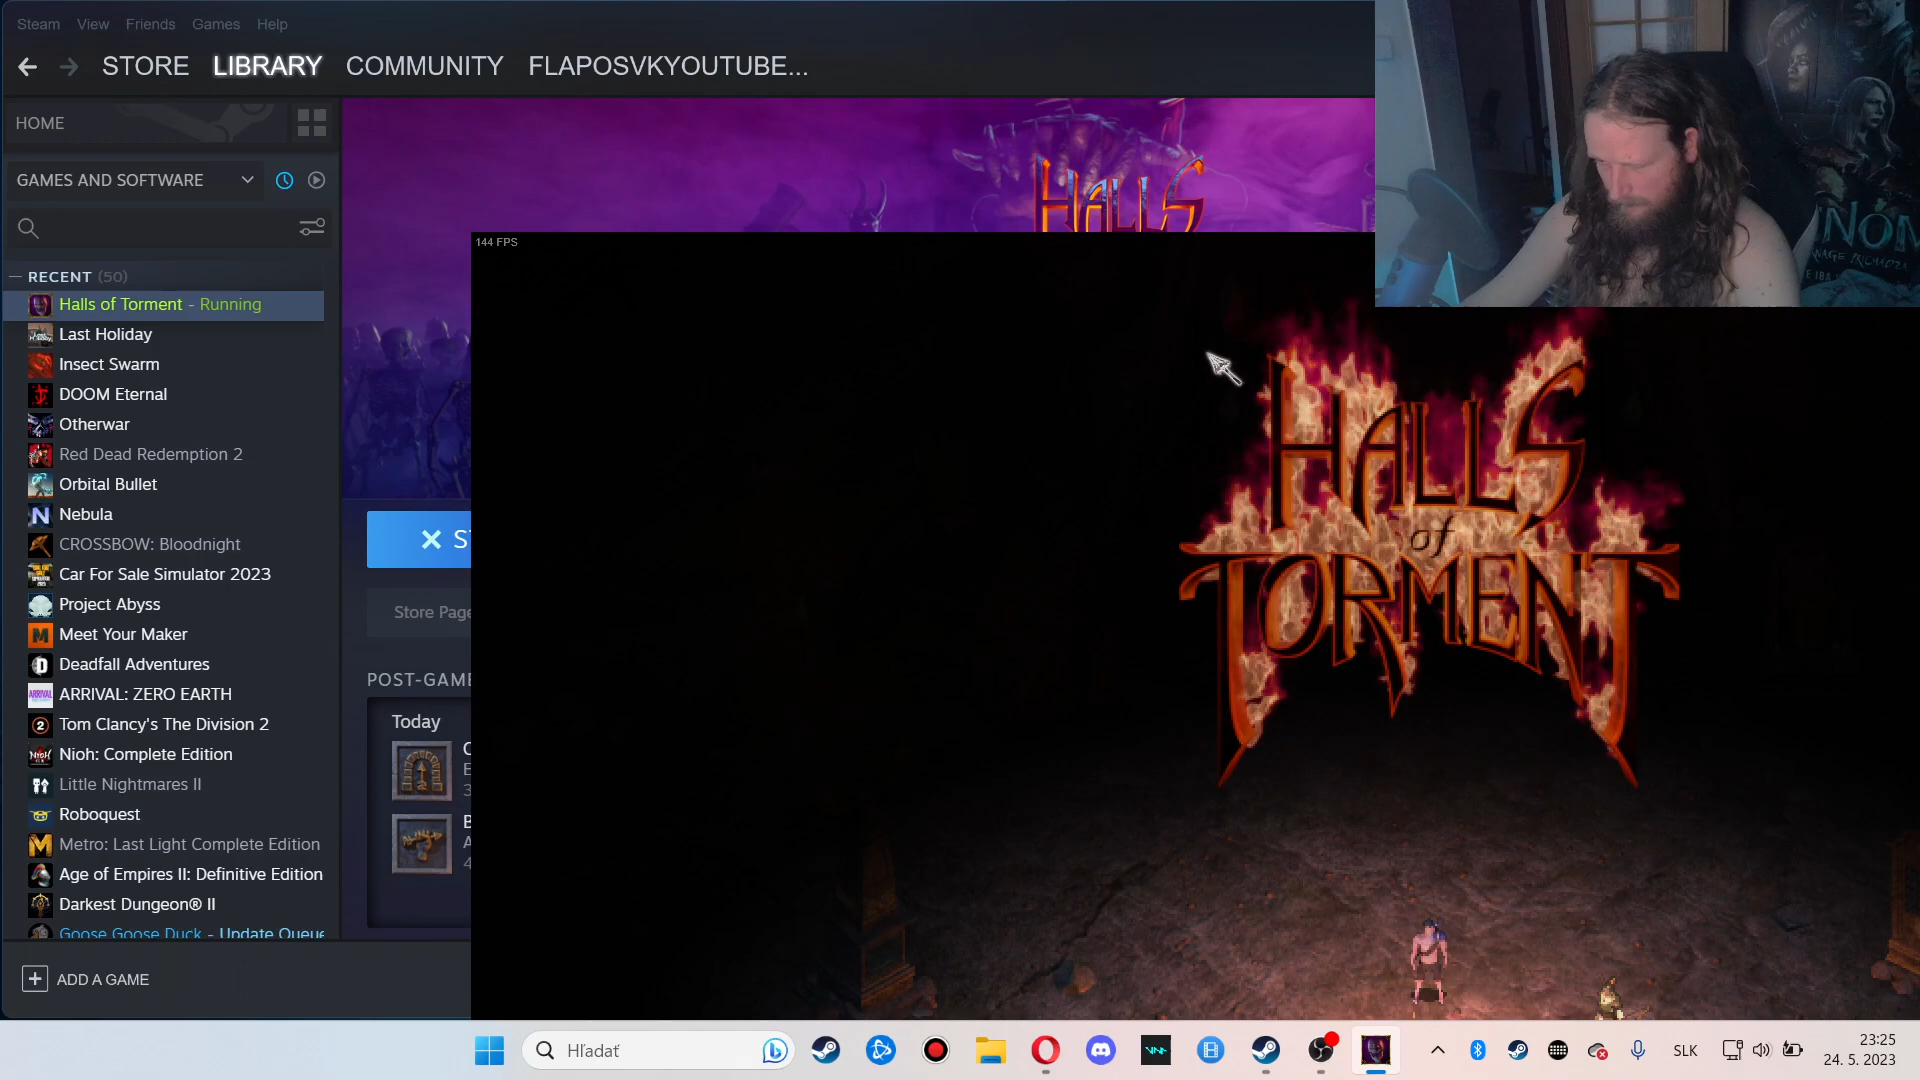 Steam View Friends Games Help
STORE LIBRARY COMMUNITY FLAPOSVKYOUTUBE...
HOME
GAMES AND SOFTWARE
RECENT (50)
Halls of Torment - Running
Last Holiday
Insect Swarm
DOOM Eternal
Otherwar
Red Dead Redemption 2
Orbital Bullet
Nebula
CROSSBOW: Bloodnight
Car For Sale Simulator 2023
Project Abyss
Meet Your Maker
Deadfall Adventures
ARRIVAL: ZERO EARTH
Tom Clancy's The Division 2
Nioh: Complete Edition
Little Nightmares II
Roboquest
Metro: Last Light Complete Edition
Age of Empires II: Definitive Edition
Darkest Dungeon® II
Goose Goose Duck - Update Queue
ADD A GAME
HALLS
144 FPS
Store Page
POST-GAME
Today
HALLS
of
TORMENT
Hľadať
SLK
23:25
24. 5. 2023